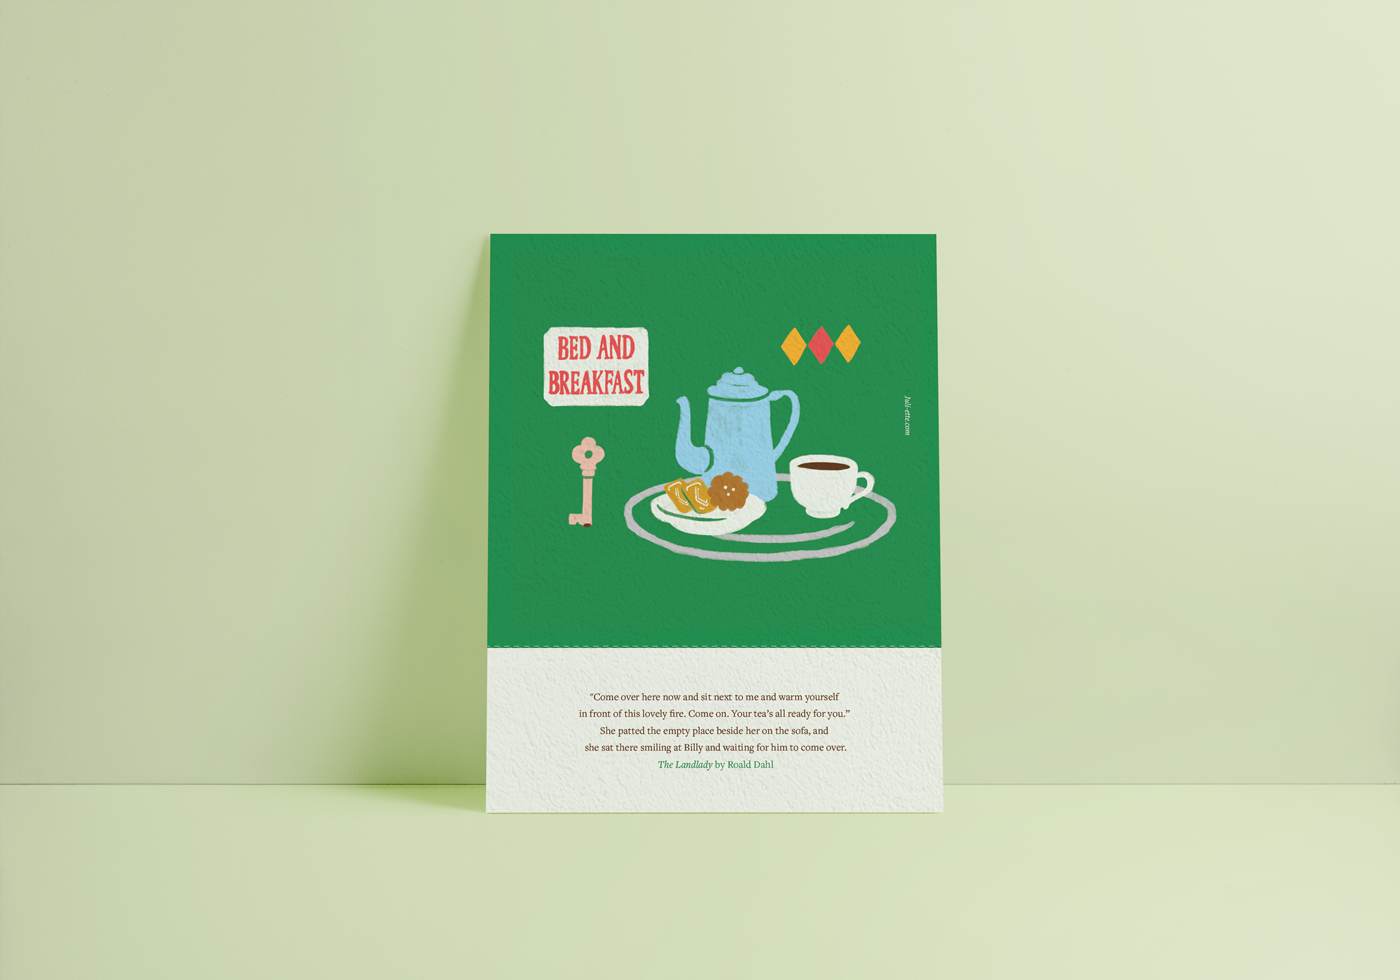 BED AND
BREAKFAST
Juli-ette.com
"Come over here now and sit next to me and warm yourself
in front of this lovely fire. Come on. Your tea's all ready for you.”
She patted the empty place beside her on the sofa, and
she sat there smiling at Billy and waiting for him to come over.
The Landlady by Roald Dahl